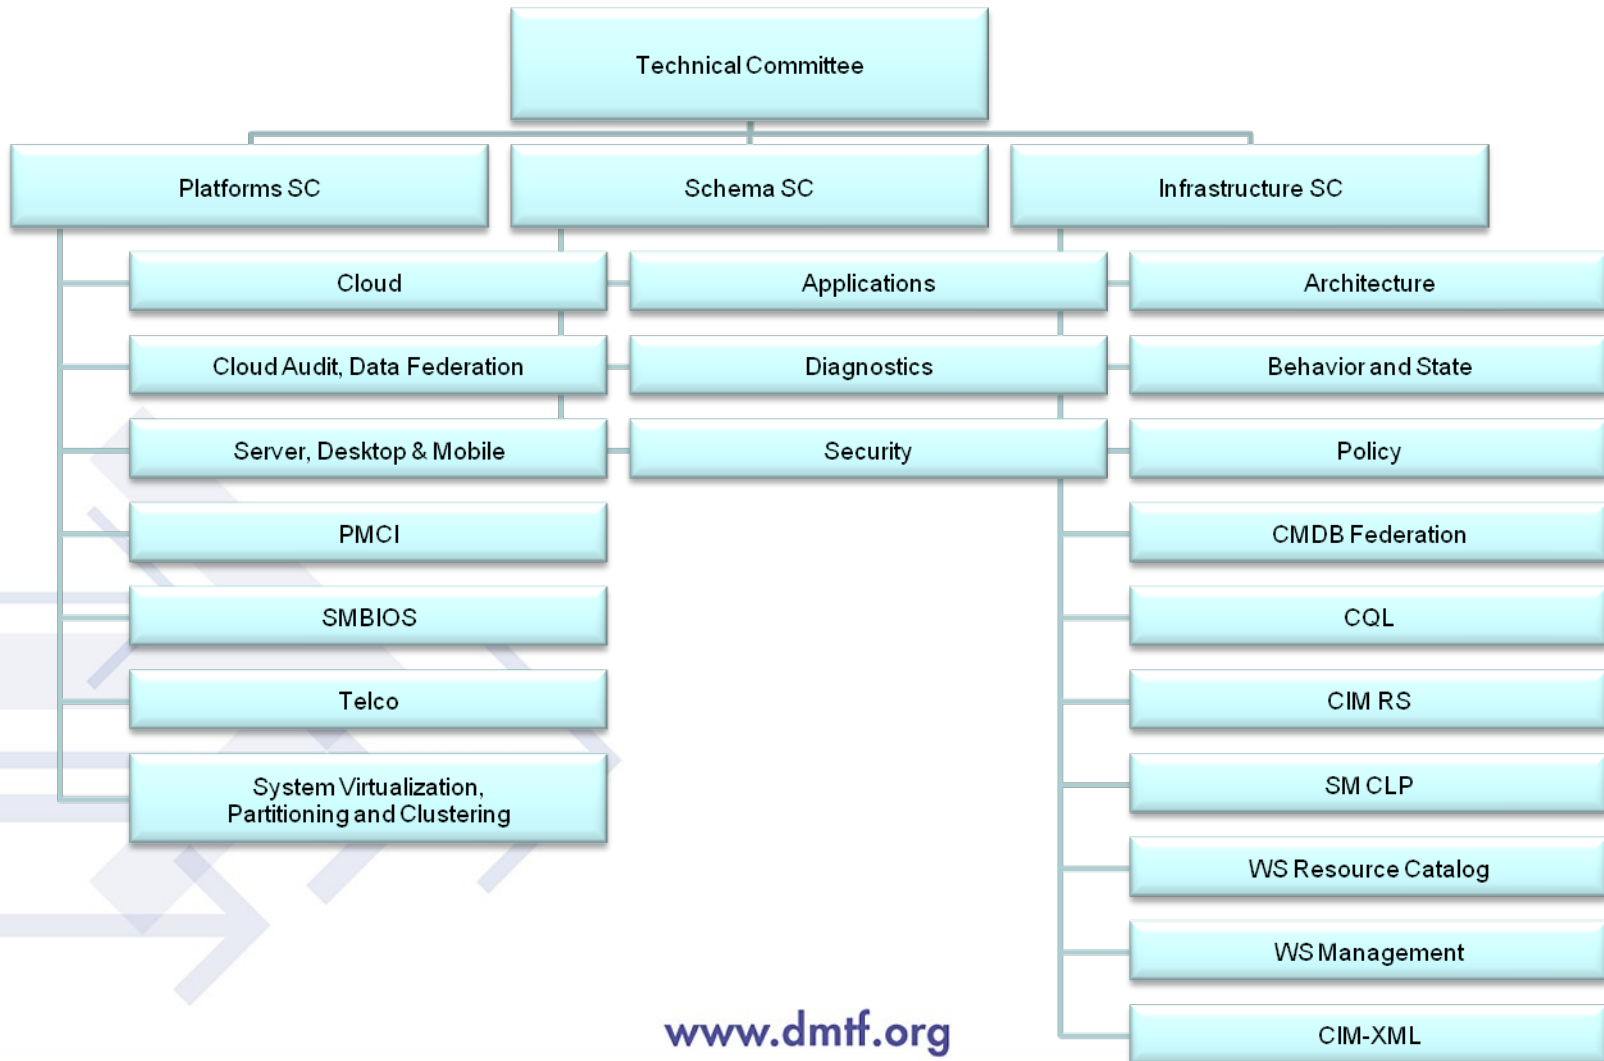 Technical Committee
Platforms SC
Schema SC
Infrastructure SC
Cloud
Applications
Architecture
Cloud Audit, Data Federation
Diagnostics
Behavior and State
Server, Desktop & Mobile
Security
Policy
PMCI
CMDB Federation
SMBIOS
CQL
Telco
CIM RS
System Virtualization,
Partitioning and Clustering
SM CLP
WS Resource Catalog
WS Management
CIM-XML
www.dmtf.org